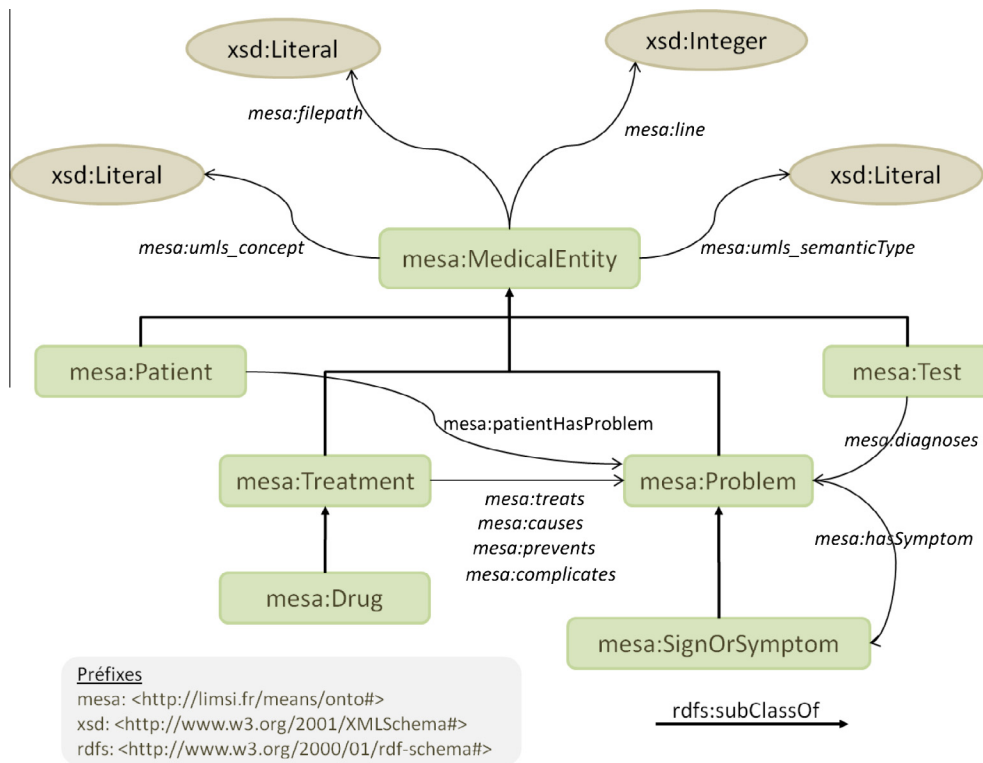 xsd:Literal
xsd:Integer
mesa:filepath
mesa:line
xsd:Literal
xsd:Literal
mesa:umls_concept
mesa:umls_semanticType
mesa:MedicalEntity
mesa:Patient
mesa:Test
mesa:patientHasProblem
mesa:diagnoses
mesa:Treatment
mesa:Problem
mesa:treats
mesa:causes
mesa:prevents
mesa:complicates
mesa:hasSymptom
mesa:Drug
mesa:SignOrSymptom
Préfixes
mesa: <http://limsi.fr/means/onto#>
xsd: <http://www.w3.org/2001/XMLSchema#>
rdfs: <http://www.w3.org/2000/01/rdf-schema#>
rdfs:subClassOf